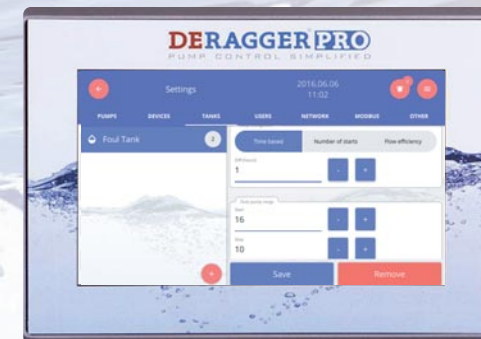 DERAGGER PRO
PUMP CONTROL SIMPLIFIED
Settings
2016.06.06
11:02
PUMPS DEVICES TANKS USERS NETWORK MODBUS OTHER
Foul Tank 2
Time based Number of starts Flow efficiency
1
- +
Start
16
- +
Stop
10
- +
Save Remove